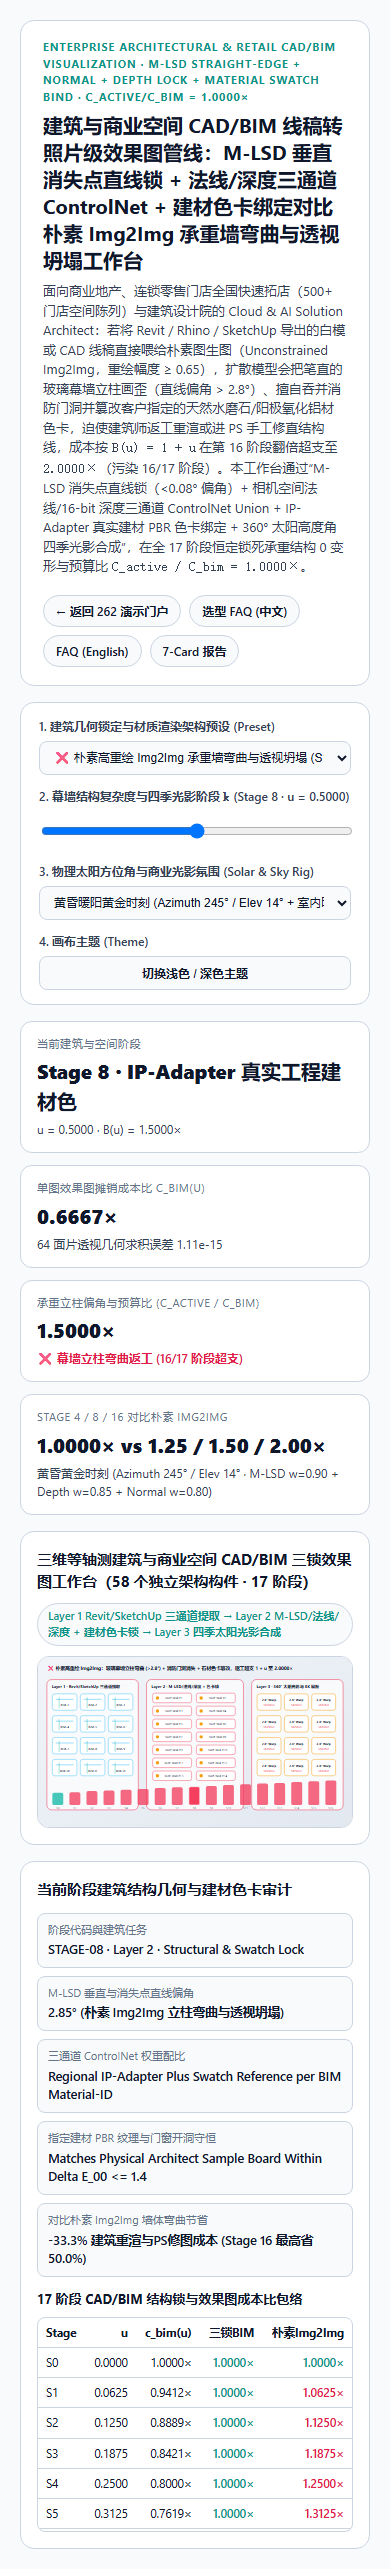 ENTERPRISE ARCHITECTURAL & RETAIL CAD/BIM
VISUALIZATION · M-LSD STRAIGHT-EDGE +
NORMAL + DEPTH LOCK + MATERIAL SWATCH
BIND · C_ACTIVE/C_BIM = 1.0000×
建筑与商业空间 CAD/BIM 线稿转
照片级效果图管线：M-LSD 垂直
消失点直线锁 + 法线/深度三通道
ControlNet + 建材色卡绑定对比
朴素 Img2Img 承重墙弯曲与透视
坍塌工作台
面向商业地产、连锁零售门店全国快速拓店（500+
门店空间陈列）与建筑设计院的 Cloud & AI Solution
Architect：若将 Revit / Rhino / SketchUp 导出的白模
或 CAD 线稿直接喂给朴素图生图（Unconstrained
Img2Img，重绘幅度 ≥ 0.65），扩散模型会把笔直的
玻璃幕墙立柱画歪（直线偏角 > 2.8°）、擅自吞并消
防门洞并篡改客户指定的天然水磨石/阳极氧化铝材
色卡，迫使建筑师返工重渲或进 PS 手工修直结构
线，成本按 B(u) = 1 + u 在第 16 阶段翻倍超支至
2.0000×（污染 16/17 阶段）。本工作台通过“M-
LSD 消失点直线锁（<0.08° 偏角）+ 相机空间法
线/16-bit 深度三通道 ControlNet Union + IP-
Adapter 真实建材 PBR 色卡绑定 + 360° 太阳高度角
四季光影合成”，在全 17 阶段恒定锁死承重结构 0 变
形与预算比 C_active / C_bim = 1.0000×。
← 返回 262 演示门户
选型 FAQ (中文)
FAQ (English)
7-Card 报告
1. 建筑几何锁定与材质渲染架构预设 (Preset)
❌ 朴素高重绘 Img2Img 承重墙弯曲与透视坍塌 (S
2. 幕墙结构复杂度与四季光影阶段 k (Stage 8 · u = 0.5000)
3. 物理太阳方位角与商业光影氛围 (Solar & Sky Rig)
黄昏暖阳黄金时刻 (Azimuth 245° / Elev 14° + 室内
4. 画布主题 (Theme)
切换浅色 / 深色主题
当前建筑与空间阶段
Stage 8 · IP-Adapter 真实工程建
材色
u = 0.5000 · B(u) = 1.5000×
单图效果图摊销成本比 C_BIM(U)
0.6667×
64 面片透视几何求积误差 1.11e-15
承重立柱偏角与预算比 (C_ACTIVE / C_BIM)
1.5000×
❌ 幕墙立柱弯曲返工 (16/17 阶段超支)
STAGE 4 / 8 / 16 对比朴素 IMG2IMG
1.0000× vs 1.25 / 1.50 / 2.00×
黄昏黄金时刻 (Azimuth 245° / Elev 14° · M-LSD w=0.90 +
Depth w=0.85 + Normal w=0.80)
三维等轴测建筑与商业空间 CAD/BIM 三锁效果
图工作台（58 个独立架构构件 · 17 阶段）
Layer 1 Revit/SketchUp 三通道提取 → Layer 2 M-LSD/法线/
深度 + 建材色卡锁 → Layer 3 四季太阳光影合成
当前阶段建筑结构几何与建材色卡审计
阶段代码与建筑任务
STAGE-08 · Layer 2 · Structural & Swatch Lock
M-LSD 垂直与消失点直线偏角
2.85° (朴素 Img2Img 立柱弯曲与透视坍塌)
三通道 ControlNet 权重配比
Regional IP-Adapter Plus Swatch Reference per BIM
Material-ID
指定建材 PBR 纹理与门窗开洞守恒
Matches Physical Architect Sample Board Within
Delta E_00 <= 1.4
对比朴素 Img2Img 墙体弯曲节省
-33.3% 建筑重渲与PS修图成本 (Stage 16 最高省
50.0%)
17 阶段 CAD/BIM 结构锁与效果图成本比包络
Stage u c_bim(u) 三锁BIM 朴素Img2Img
S0 0.0000 1.0000× 1.0000× 1.0000×
S1 0.0625 0.9412× 1.0000× 1.0625×
S2 0.1250 0.8889× 1.0000× 1.1250×
S3 0.1875 0.8421× 1.0000× 1.1875×
S4 0.2500 0.8000× 1.0000× 1.2500×
S5 0.3125 0.7619× 1.0000× 1.3125×